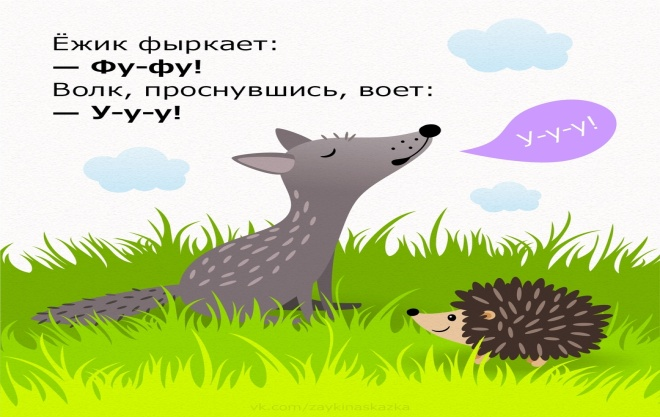 Ёжик фыркает:
— Фу-фу!
Волк, проснувшись, воет:
— У-у-у!
У-у-у!
vk.com/zaykinaskazka